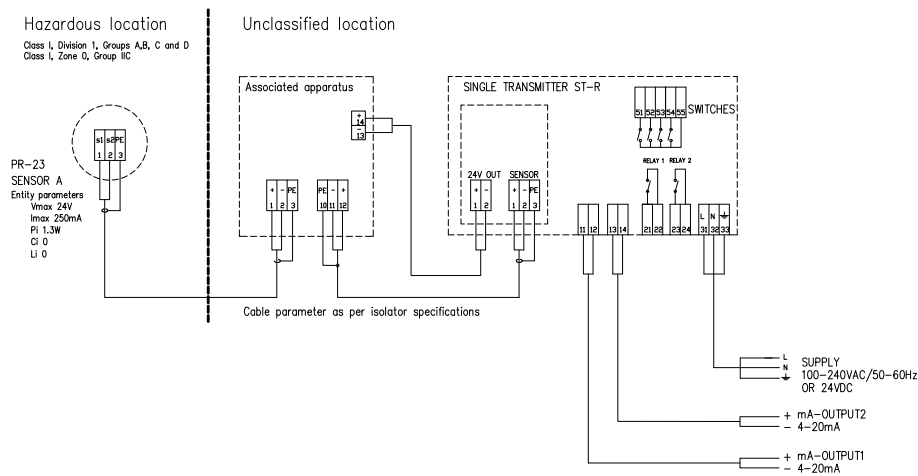 Hazardous location
Class I, Division 1, Groups A,B, C and D
Class I, Zone 0, Group IIC
Unclassified location
Associated apparatus
+
14
-
13
SINGLE TRANSMITTER ST-R
51 52 53 54 55
SWITCHES
RELAY 1 RELAY 2
s1 s2 PE
1 2 3
PR-23
SENSOR A
Entity parameters
Vmax 24V
Imax 250mA
Pi 1.3W
Ci 0
Li 0
+ - PE
1 2 3
PE - +
10 11 12
24V OUT SENSOR
+ -
1 2
+ - PE
1 2 3
11 12
13 14
21 22
23 24
L N ⏚
31 32 33
Cable parameter as per isolator specifications
L
N
⏚
SUPPLY
100-240VAC/50-60Hz
OR 24VDC
+ mA-OUTPUT2
- 4-20mA
+ mA-OUTPUT1
- 4-20mA